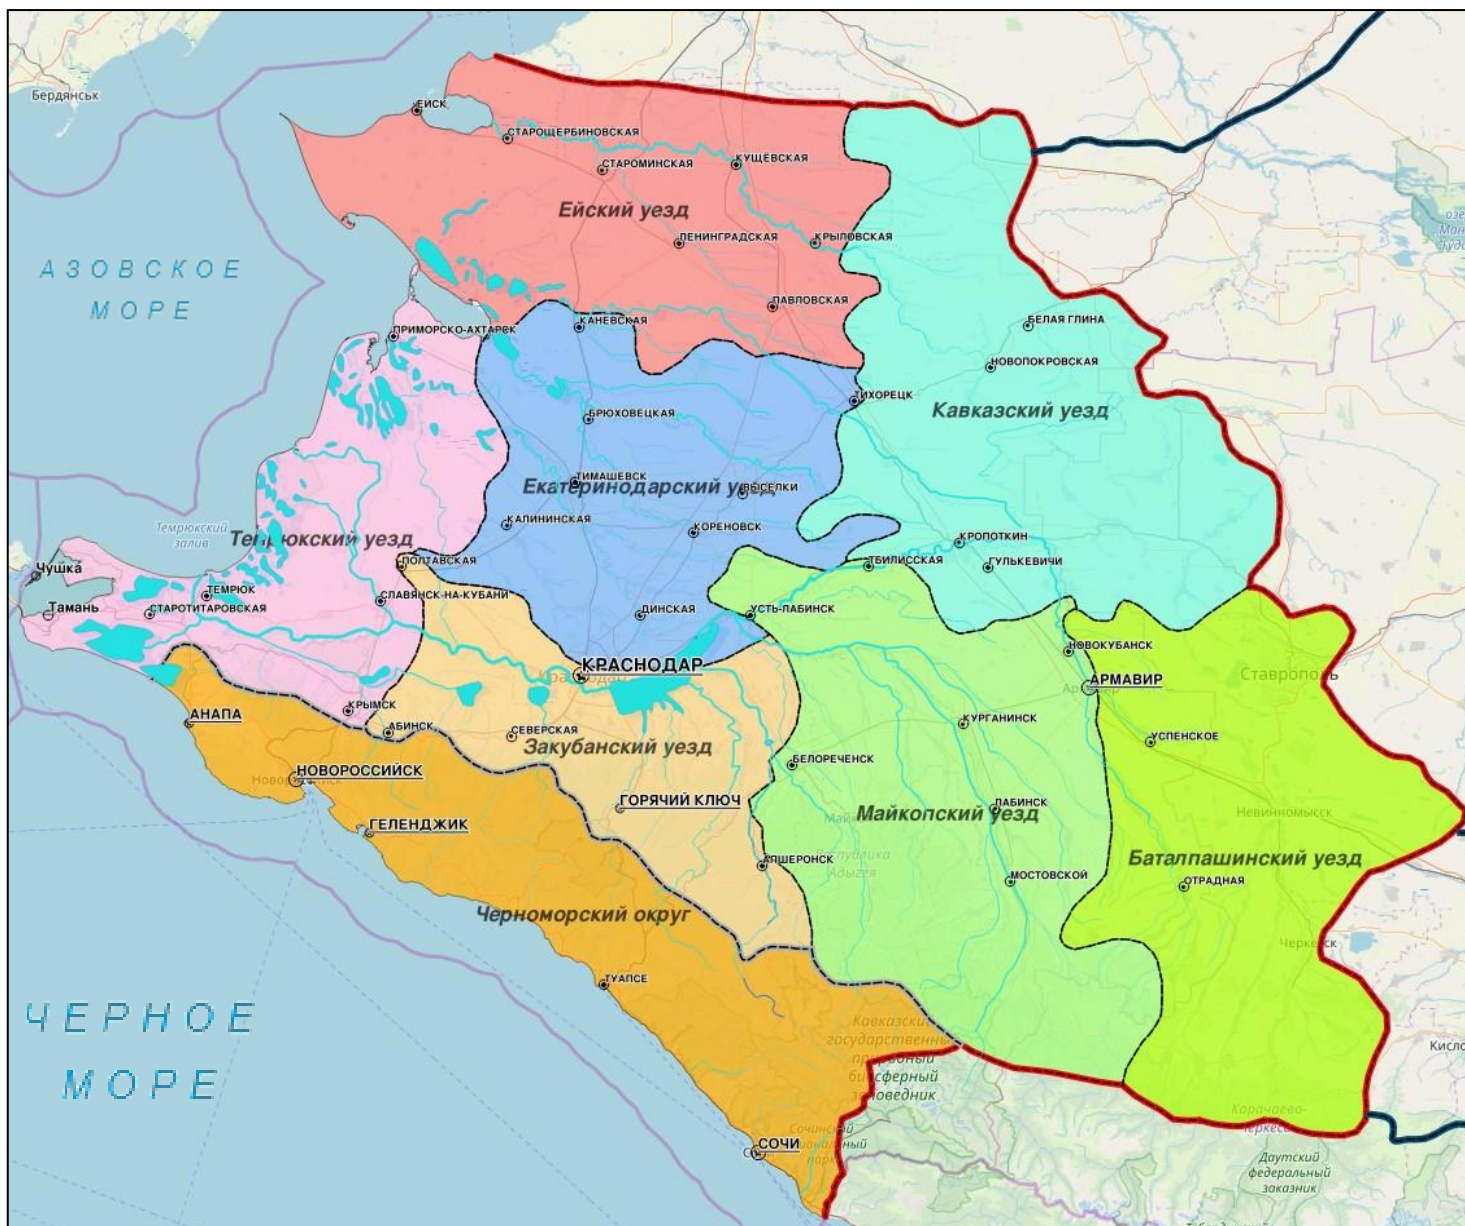 Бердянськ
ЕЙСК
СТАРОЩЕРБИНОВСКАЯ
СТАРОМИНСКАЯ
КУЩЁВСКАЯ
Ейский уезд
ЛЕНИНГРАДСКАЯ
КРЫЛОВСКАЯ
АЗОВСКОЕ
МОРЕ
ПАВЛОВСКАЯ
КАНЕВСКАЯ
ПРИМОРСКО-АХТАРСК
БЕЛАЯ ГЛИНА
НОВОПОКРОВСКАЯ
ТИХОРЕЦК
Кавказский уезд
БРЮХОВЕЦКАЯ
ТИМАШЕВСК
Екатеринодарский уезд
ВЫСЕЛКИ
КАЛИНИНСКАЯ
КОРЕНОВСК
Темрюкский
залив
Темрюкский уезд
КРОПОТКИН
ГУЛЬКЕВИЧИ
ПОЛТАВСКАЯ
ТБИЛИССКАЯ
Чушка
ТЕМРЮК
СЛАВЯНСК-НА-КУБАНИ
Тамань
СТАРОТИТАРОВСКАЯ
ДИНСКАЯ
УСТЬ-ЛАБИНСК
НОВОКУБАНСК
КРАСНОДАР
Ставрополь
АРМАВИР
АНАПА
КРЫМСК
АБИНСК
СЕВЕРСКАЯ
Закубанский уезд
КУРГАНИНСК
УСПЕНСКОЕ
БЕЛОРЕЧЕНСК
НОВОРОССИЙСК
ГОРЯЧИЙ КЛЮЧ
ЛАБИНСК
Майкопский уезд
Невинномысск
ГЕЛЕНДЖИК
Республика
Адыгея
АПШЕРОНСК
Баталпашинский уезд
МОСТОВСКОЙ
ОТРАДНАЯ
Черноморский округ
ТУАПСЕ
ЧЕРНОЕ
МОРЕ
Кавказский
государственный
природный
биосферный
заповедник
Карачаево-
Черкесс
СОЧИ
Даутский
федеральный
заказник